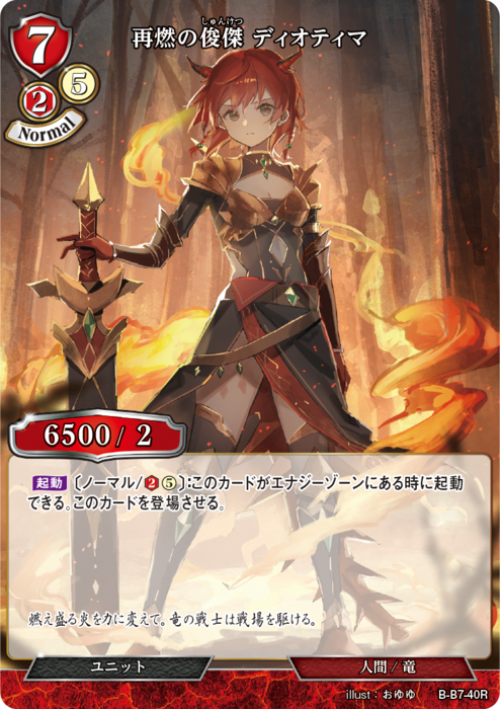 7
しゅんけつ
再燃の俊傑 ディオティマ
2 5
Normal
6500 / 2
起動 〔ノーマル/2 5〕:このカードがエナジーゾーンにある時に起動
できる。このカードを登場させる。
燃え盛る炎を力に変えて。竜の戦士は戦場を駆ける。
ユニット
人間 / 竜
illust : おゆゆ B-B7-40R